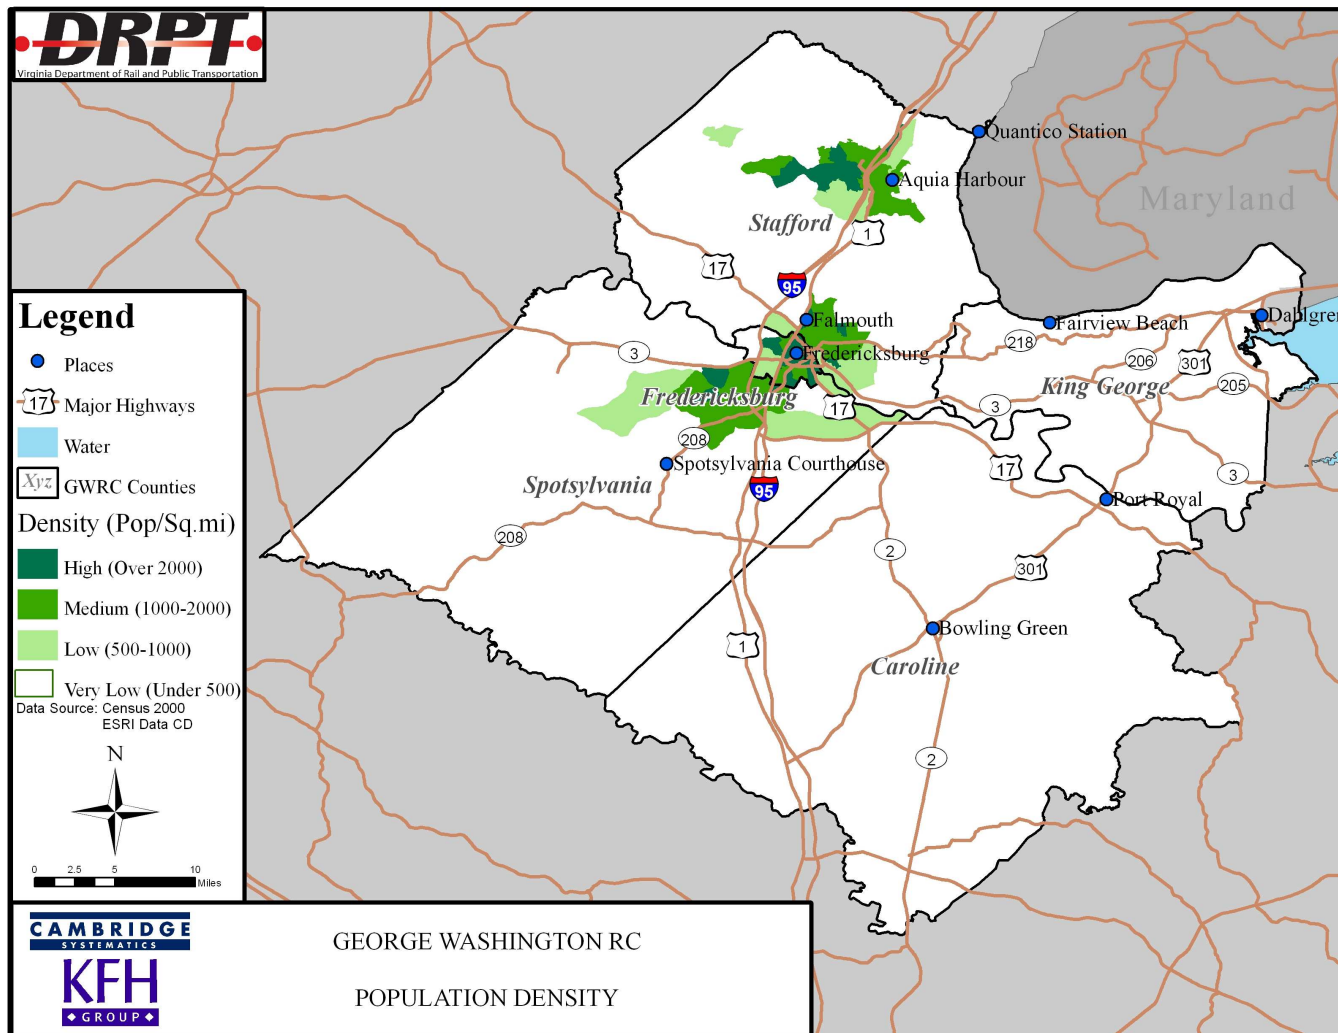 DRPT
Virginia Department of Rail and Public Transportation
Quantico Station
Maryland
Aquia Harbour
Stafford
1
17
95
Falmouth
Fairview Beach
Dahlgren
218
3
Fredericksburg
206
301
King George
205
Fredericksburg
17
3
208
Spotsylvania Courthouse
17
3
Spotsylvania
95
Port Royal
208
2
301
Bowling Green
1
Caroline
2
Legend
Places
17 Major Highways
Water
Xyz GWRC Counties
Density (Pop/Sq.mi)
High (Over 2000)
Medium (1000-2000)
Low (500-1000)
Very Low (Under 500)
Data Source: Census 2000
ESRI Data CD
N
0 2.5 5 10
Miles
CAMBRIDGE
SYSTEMATICS
KFH
GROUP
GEORGE WASHINGTON RC
POPULATION DENSITY